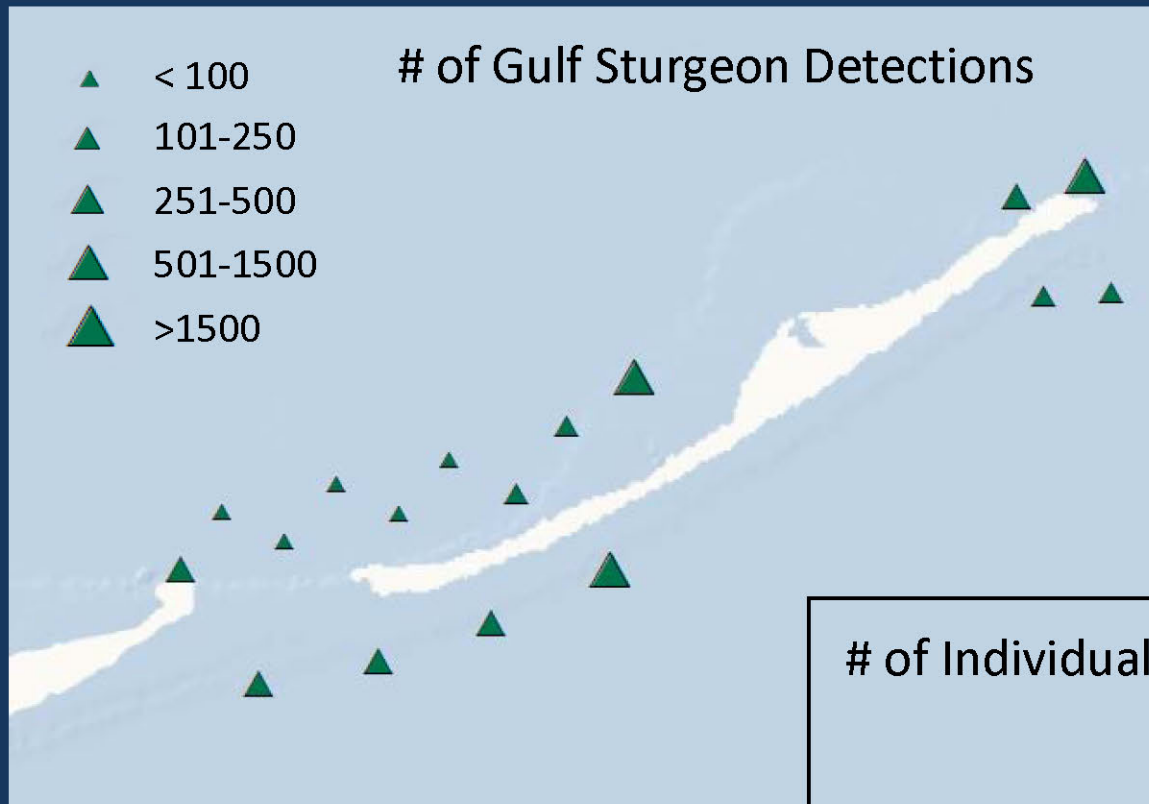 # of Gulf Sturgeon Detections
< 100
101-250
251-500
501-1500
>1500
# of Individual